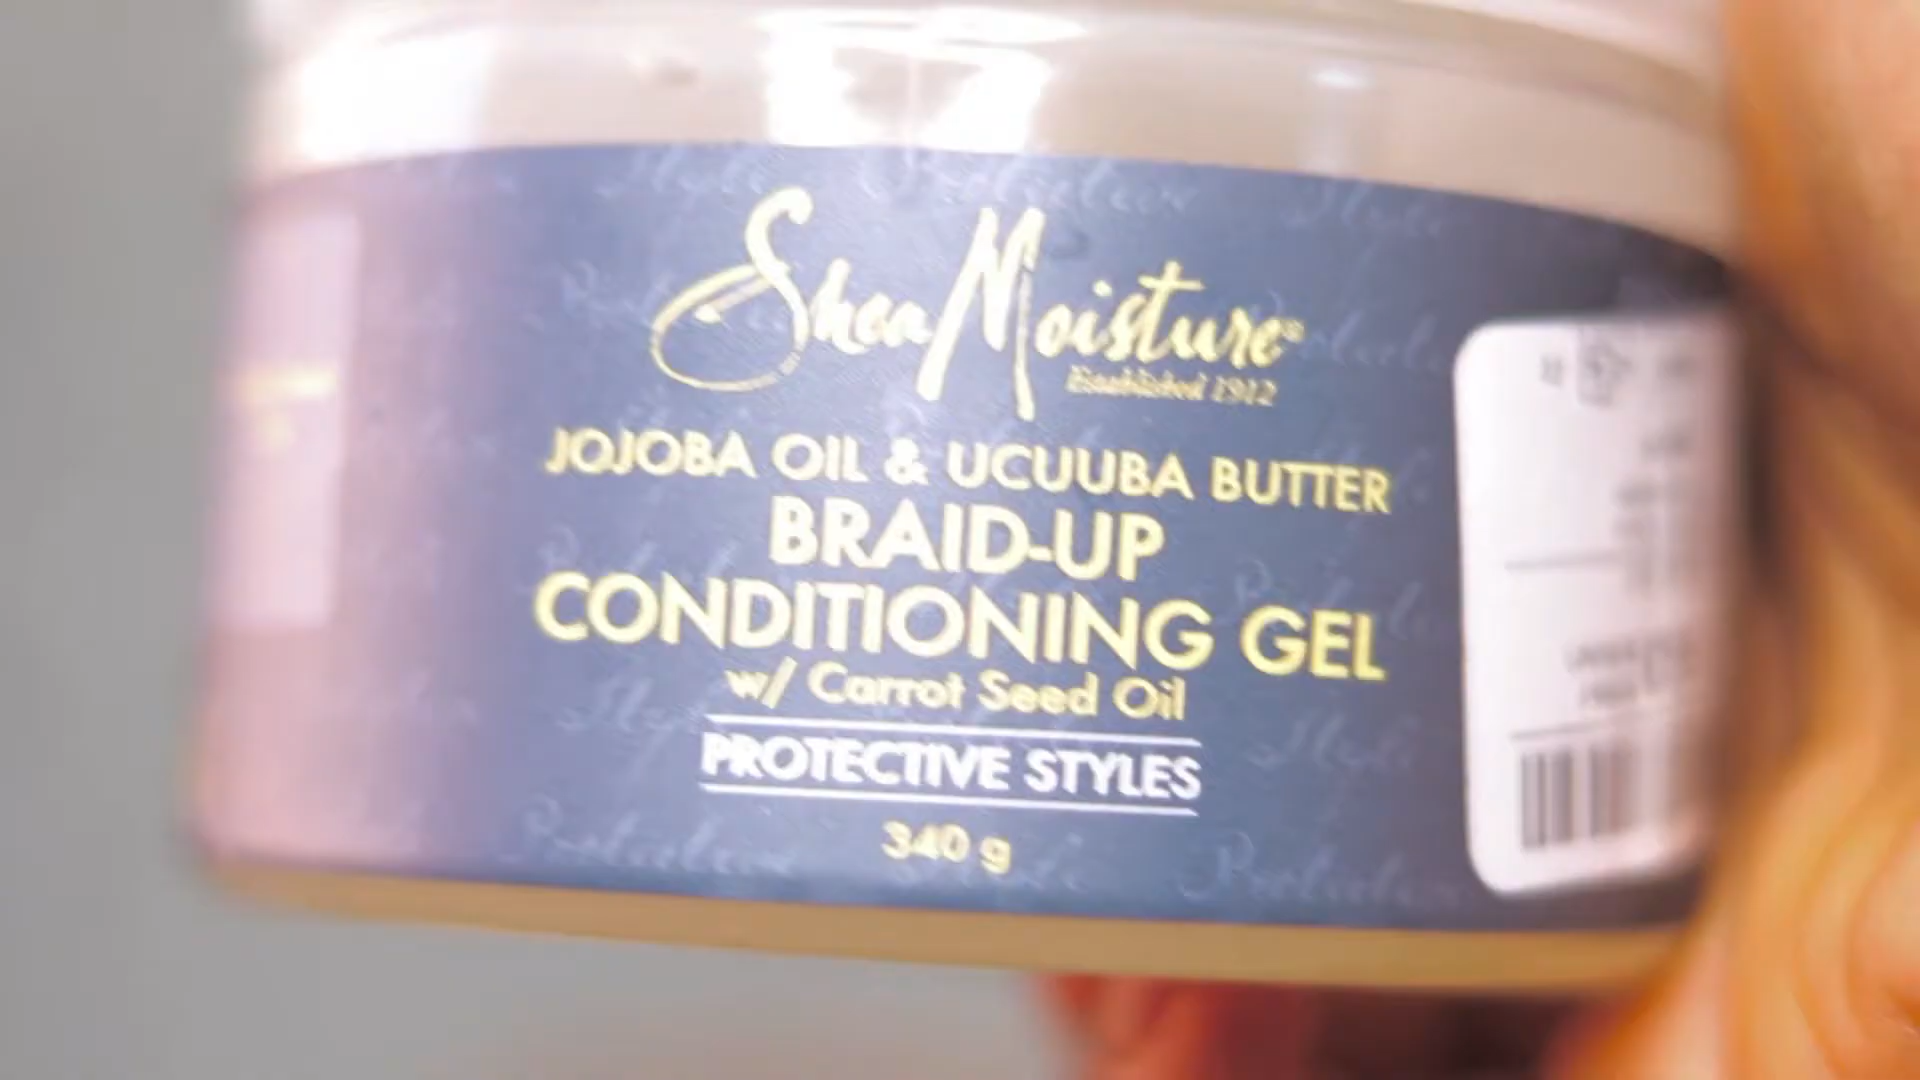 SheaMoisture®
Established 1912
JOJOBA OIL & UCUUBA BUTTER
BRAID-UP
CONDITIONING GEL
w/ Carrot Seed Oil
PROTECTIVE STYLES
340 g